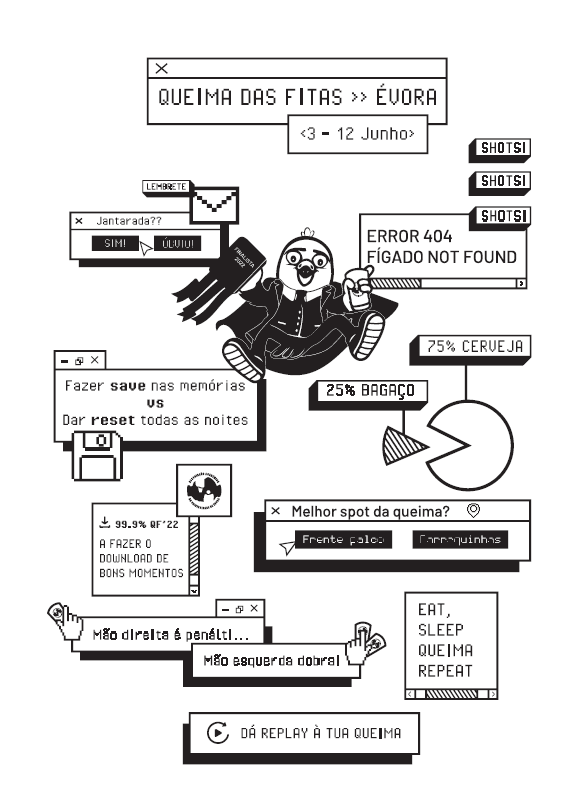 QUEIMA DAS FITAS >> ÉVORA
<3 - 12 Junho>
SHOTS!
SHOTS!
SHOTS!
LEMBRETE
Jantarada??
SIM!
ÓBVIO!
ERROR 404
FÍGADO NOT FOUND
FINALISTA
2022
75% CERVEJA
25% BAGAÇO
Fazer save nas memórias
vs
Dar reset todas as noites
99.9% QF'22
A FAZER O
DOWNLOAD DE
BONS MOMENTOS
Melhor spot da queima?
Frente palco
Barraquinhas
Mão direita é penálti...
Mão esquerda dobra!
EAT,
SLEEP
QUEIMA
REPEAT
DÁ REPLAY À TUA QUEIMA